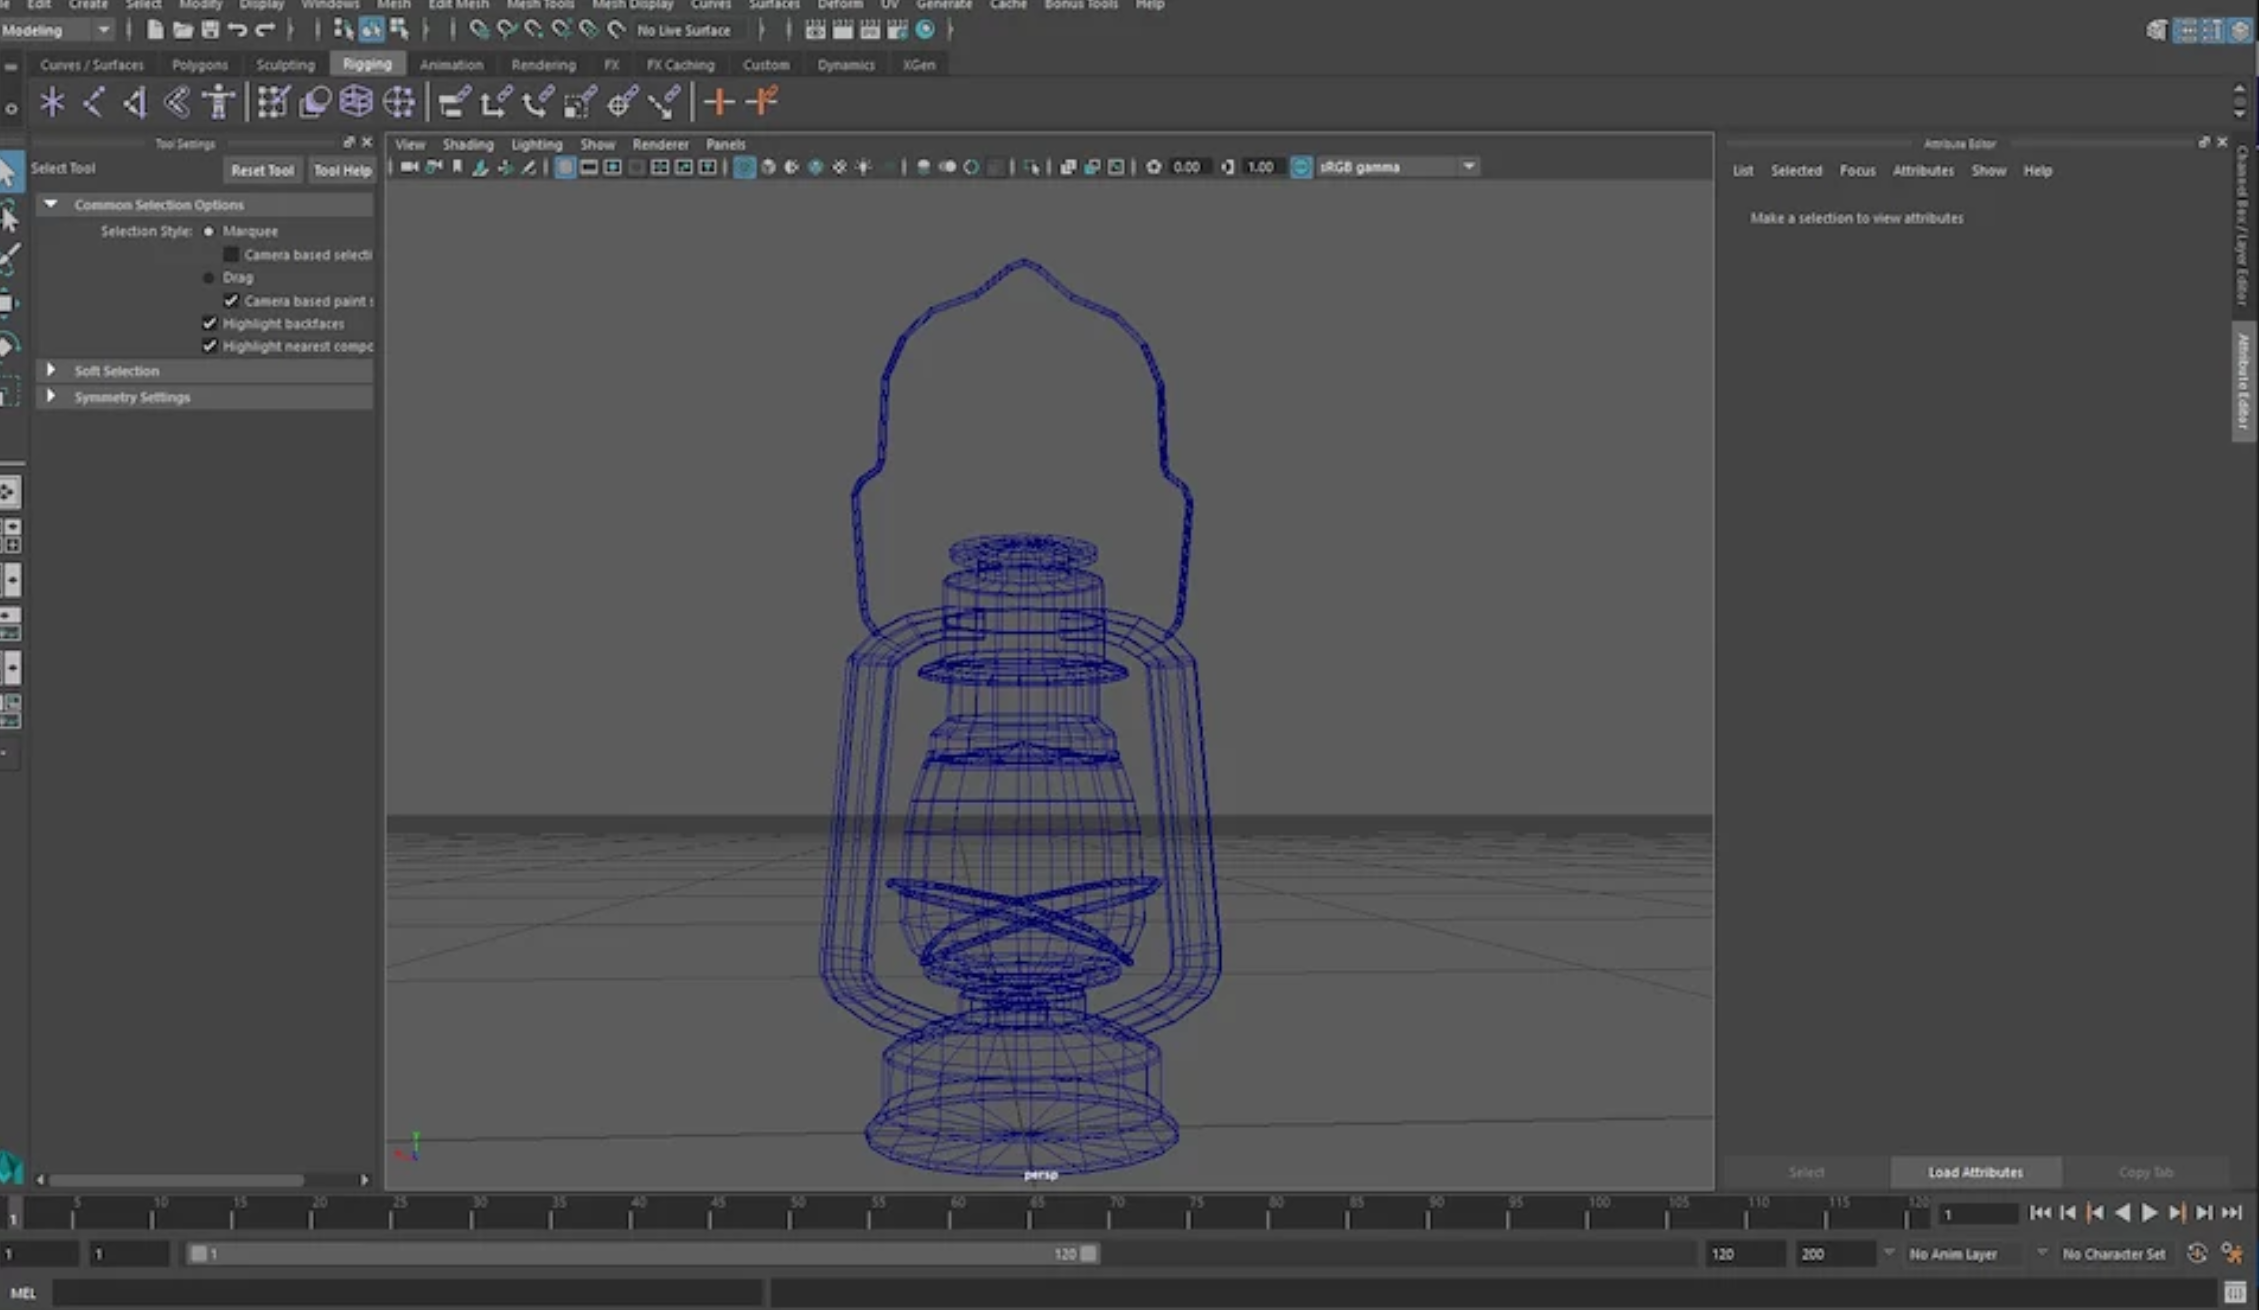 Edit Create Select Modify Display Windows Mesh Edit Mesh Mesh Tools Mesh Display Curves Surfaces Deform UV Generate Cache Bonus Tools Help
Modeling No Live Surface
Curves / Surfaces Polygons Sculpting Rigging Animation Rendering FX FX Caching Custom Dynamics XGen
Tool Settings
Select Tool Reset Tool Tool Help
Common Selection Options
Selection Style: Marquee
Camera based selecti
Drag
Camera based paint s
Highlight backfaces
Highlight nearest compo
Soft Selection
Symmetry Settings
View Shading Lighting Show Renderer Panels
0.00 1.00 sRGB gamma
Y
persp
Attribute Editor
List Selected Focus Attributes Show Help
Make a selection to view attributes
Channel Box / Layer Editor
Attribute Editor
Select Load Attributes Copy Tab
1 5 10 15 20 25 30 35 40 45 50 55 60 65 70 75 80 85 90 95 100 105 110 115 120 1
1 1 1 120 120 200 No Anim Layer No Character Set
MEL